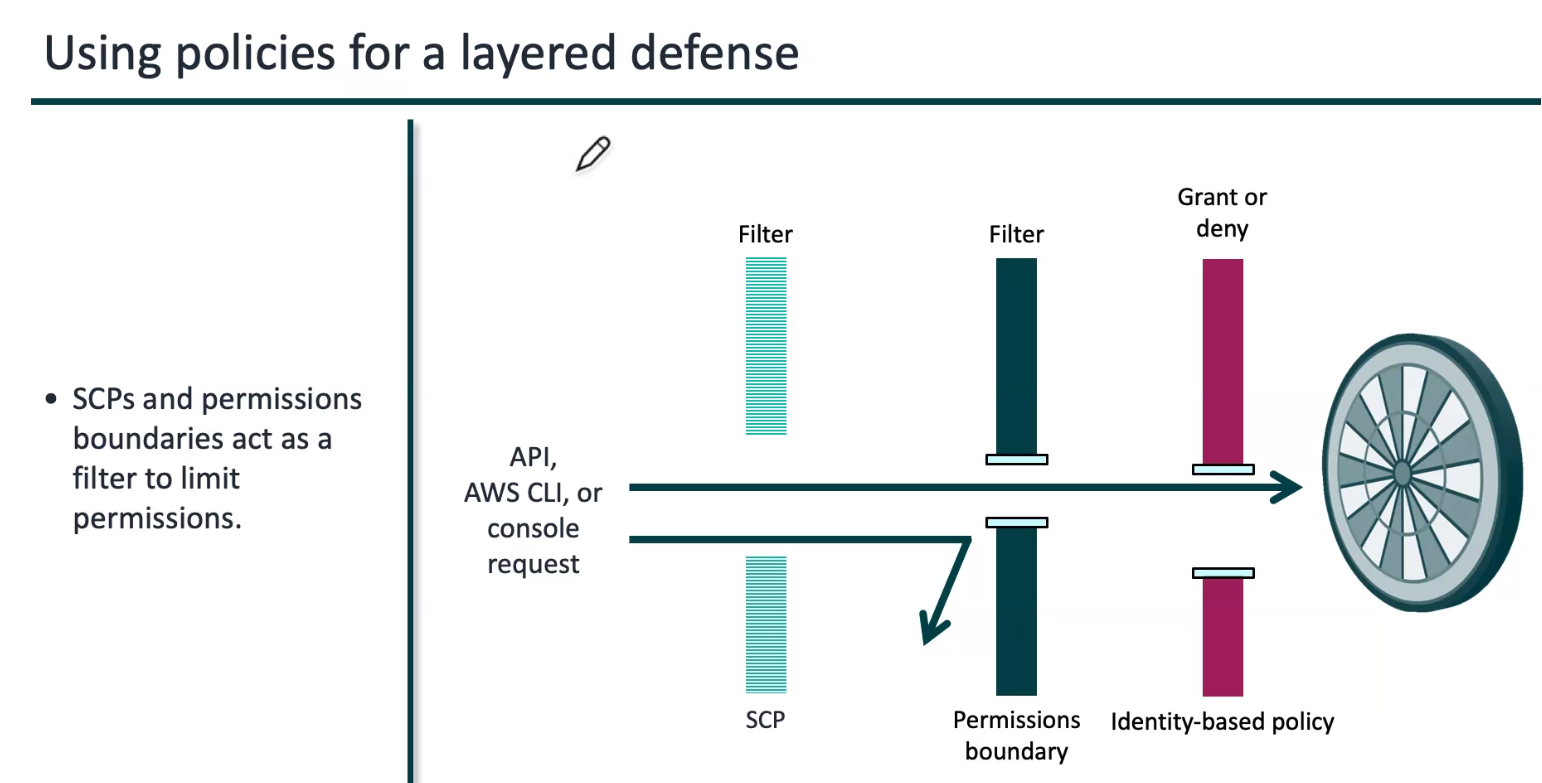 Using policies for a layered defense
• SCPs and permissions
boundaries act as a
filter to limit
permissions.
API,
AWS CLI, or
console
request
Filter
SCP
Filter
Permissions
boundary
Grant or
deny
Identity-based policy